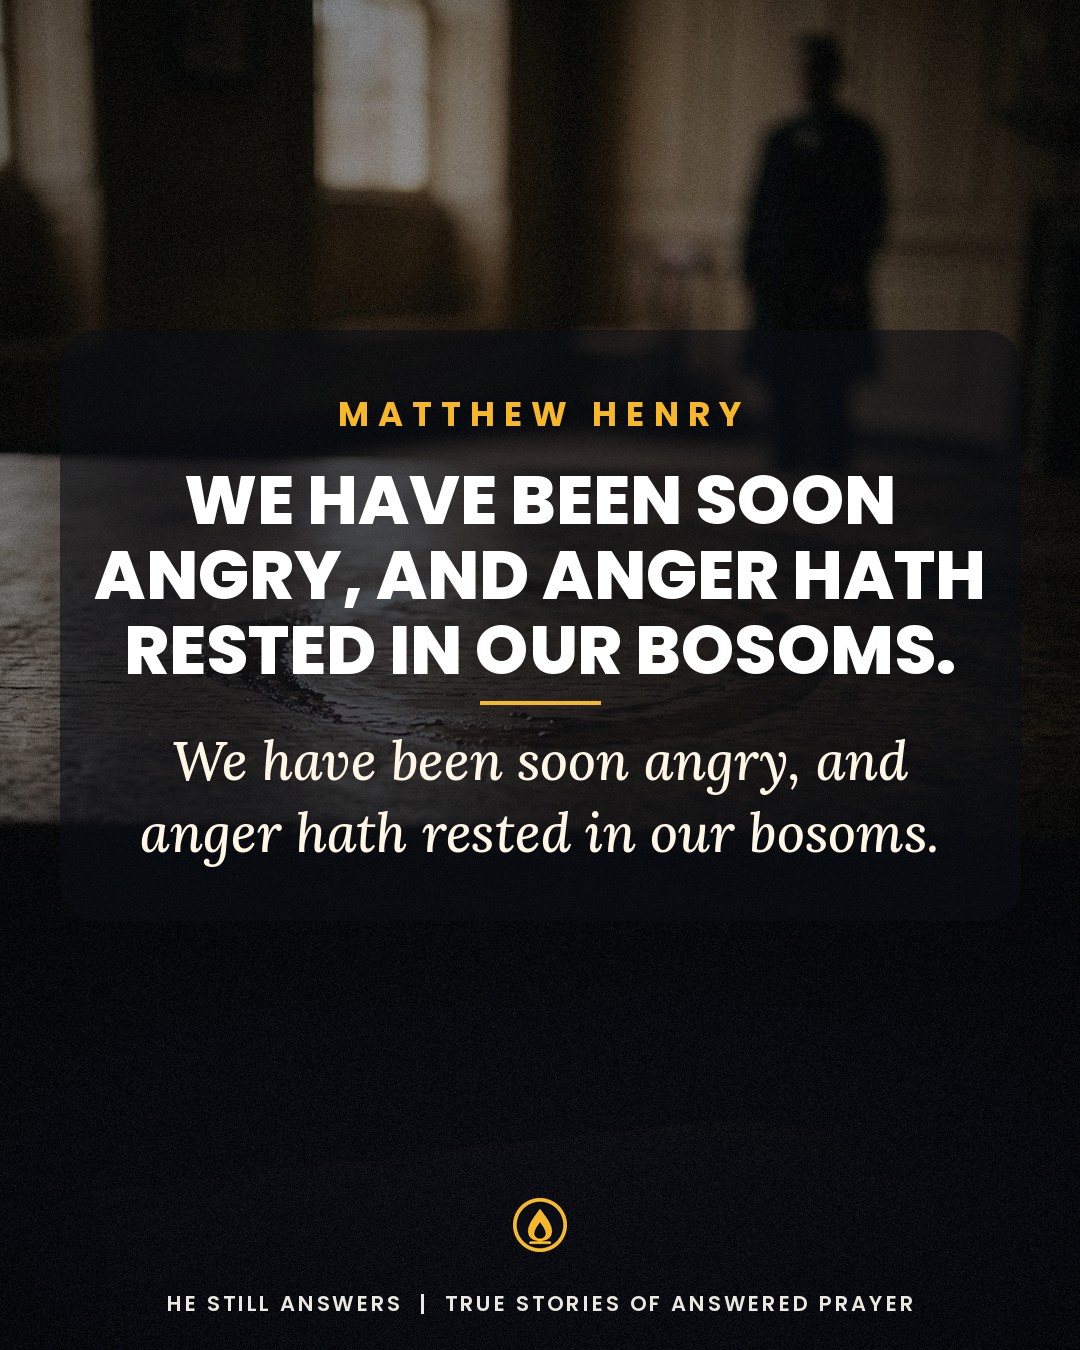 MATTHEW HENRY
WE HAVE BEEN SOON
ANGRY, AND ANGER HATH
RESTED IN OUR BOSOMS.
We have been soon angry, and
anger hath rested in our bosoms.
HE STILL ANSWERS | TRUE STORIES OF ANSWERED PRAYER